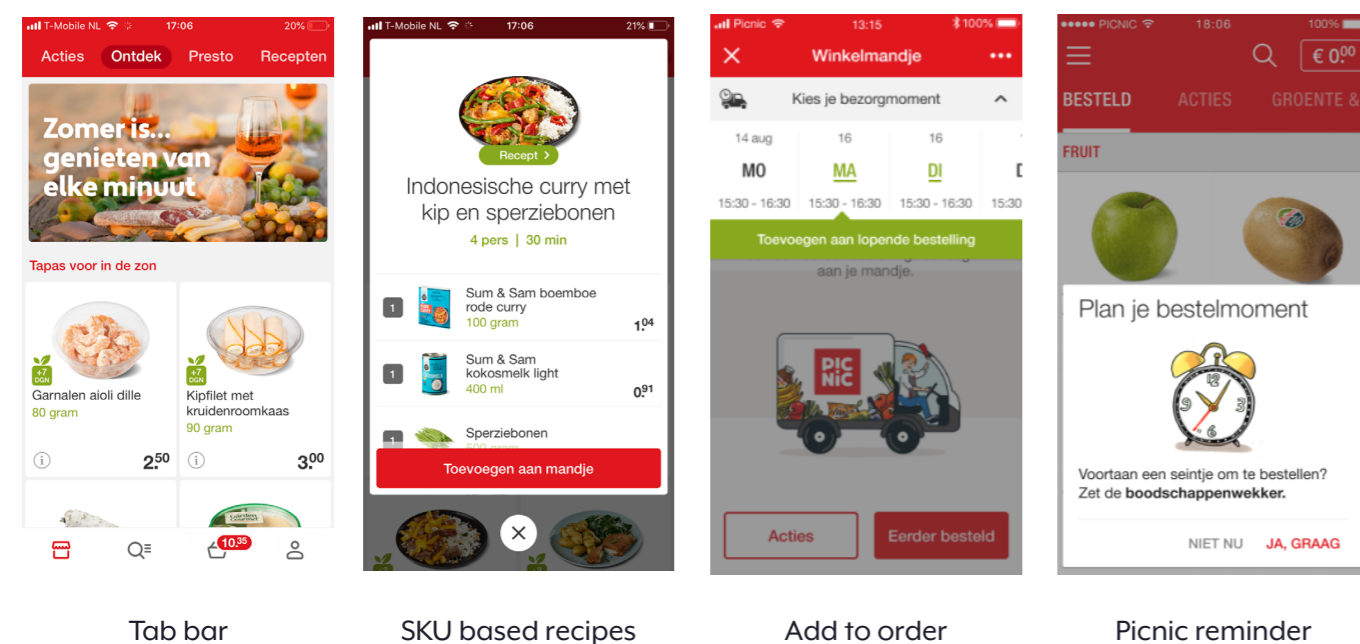 T-Mobile NL 17:06 20%
Acties Ontdek Presto Recepten
Zomer is...
genieten van
elke minuut
Tapas voor in de zon
+7
DGN
Garnalen aioli dille
80 gram
2.50
+7
DGN
Kipfilet met
kruidenroomkaas
90 gram
3.00
Garden
Gourmet
10.35
Tab bar
T-Mobile NL 17:06 21%
Recept >
Indonesische curry met
kip en sperziebonen
4 pers | 30 min
1
Sum & Sam boemboe
rode curry
100 gram
1.04
1
Sum & Sam
kokosmelk light
400 ml
0.91
1
Sperziebonen
500 gram
Toevoegen aan mandje
SKU based recipes
Picnic 13:15 100%
Winkelmandje
Kies je bezorgmoment
14 aug 16 16
MO MA DI
15:30 - 16:30 15:30 - 16:30 15:30 - 16:30 15:30
Toevoegen aan lopende bestelling
aan je mandje.
PIC
NIC
Acties Eerder besteld
Add to order
PICNIC 18:06 100%
€ 0.00
BESTELD ACTIES GROENTE &
FRUIT
Plan je bestelmoment
12
9 3
6
Voortaan een seintje om te bestellen?
Zet de boodschappenwekker.
NIET NU JA, GRAAG
Picnic reminder